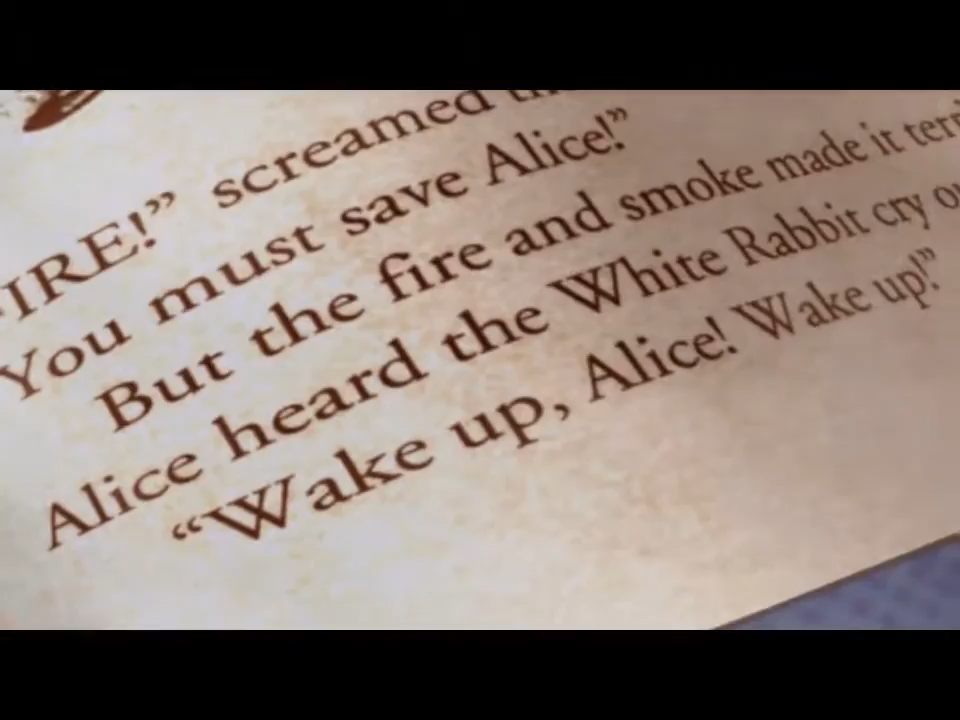 IRE!” screamed
You must save Alice!”
But the fire and smoke made it
Alice heard the White Rabbit cry
“Wake up, Alice! Wake up!”